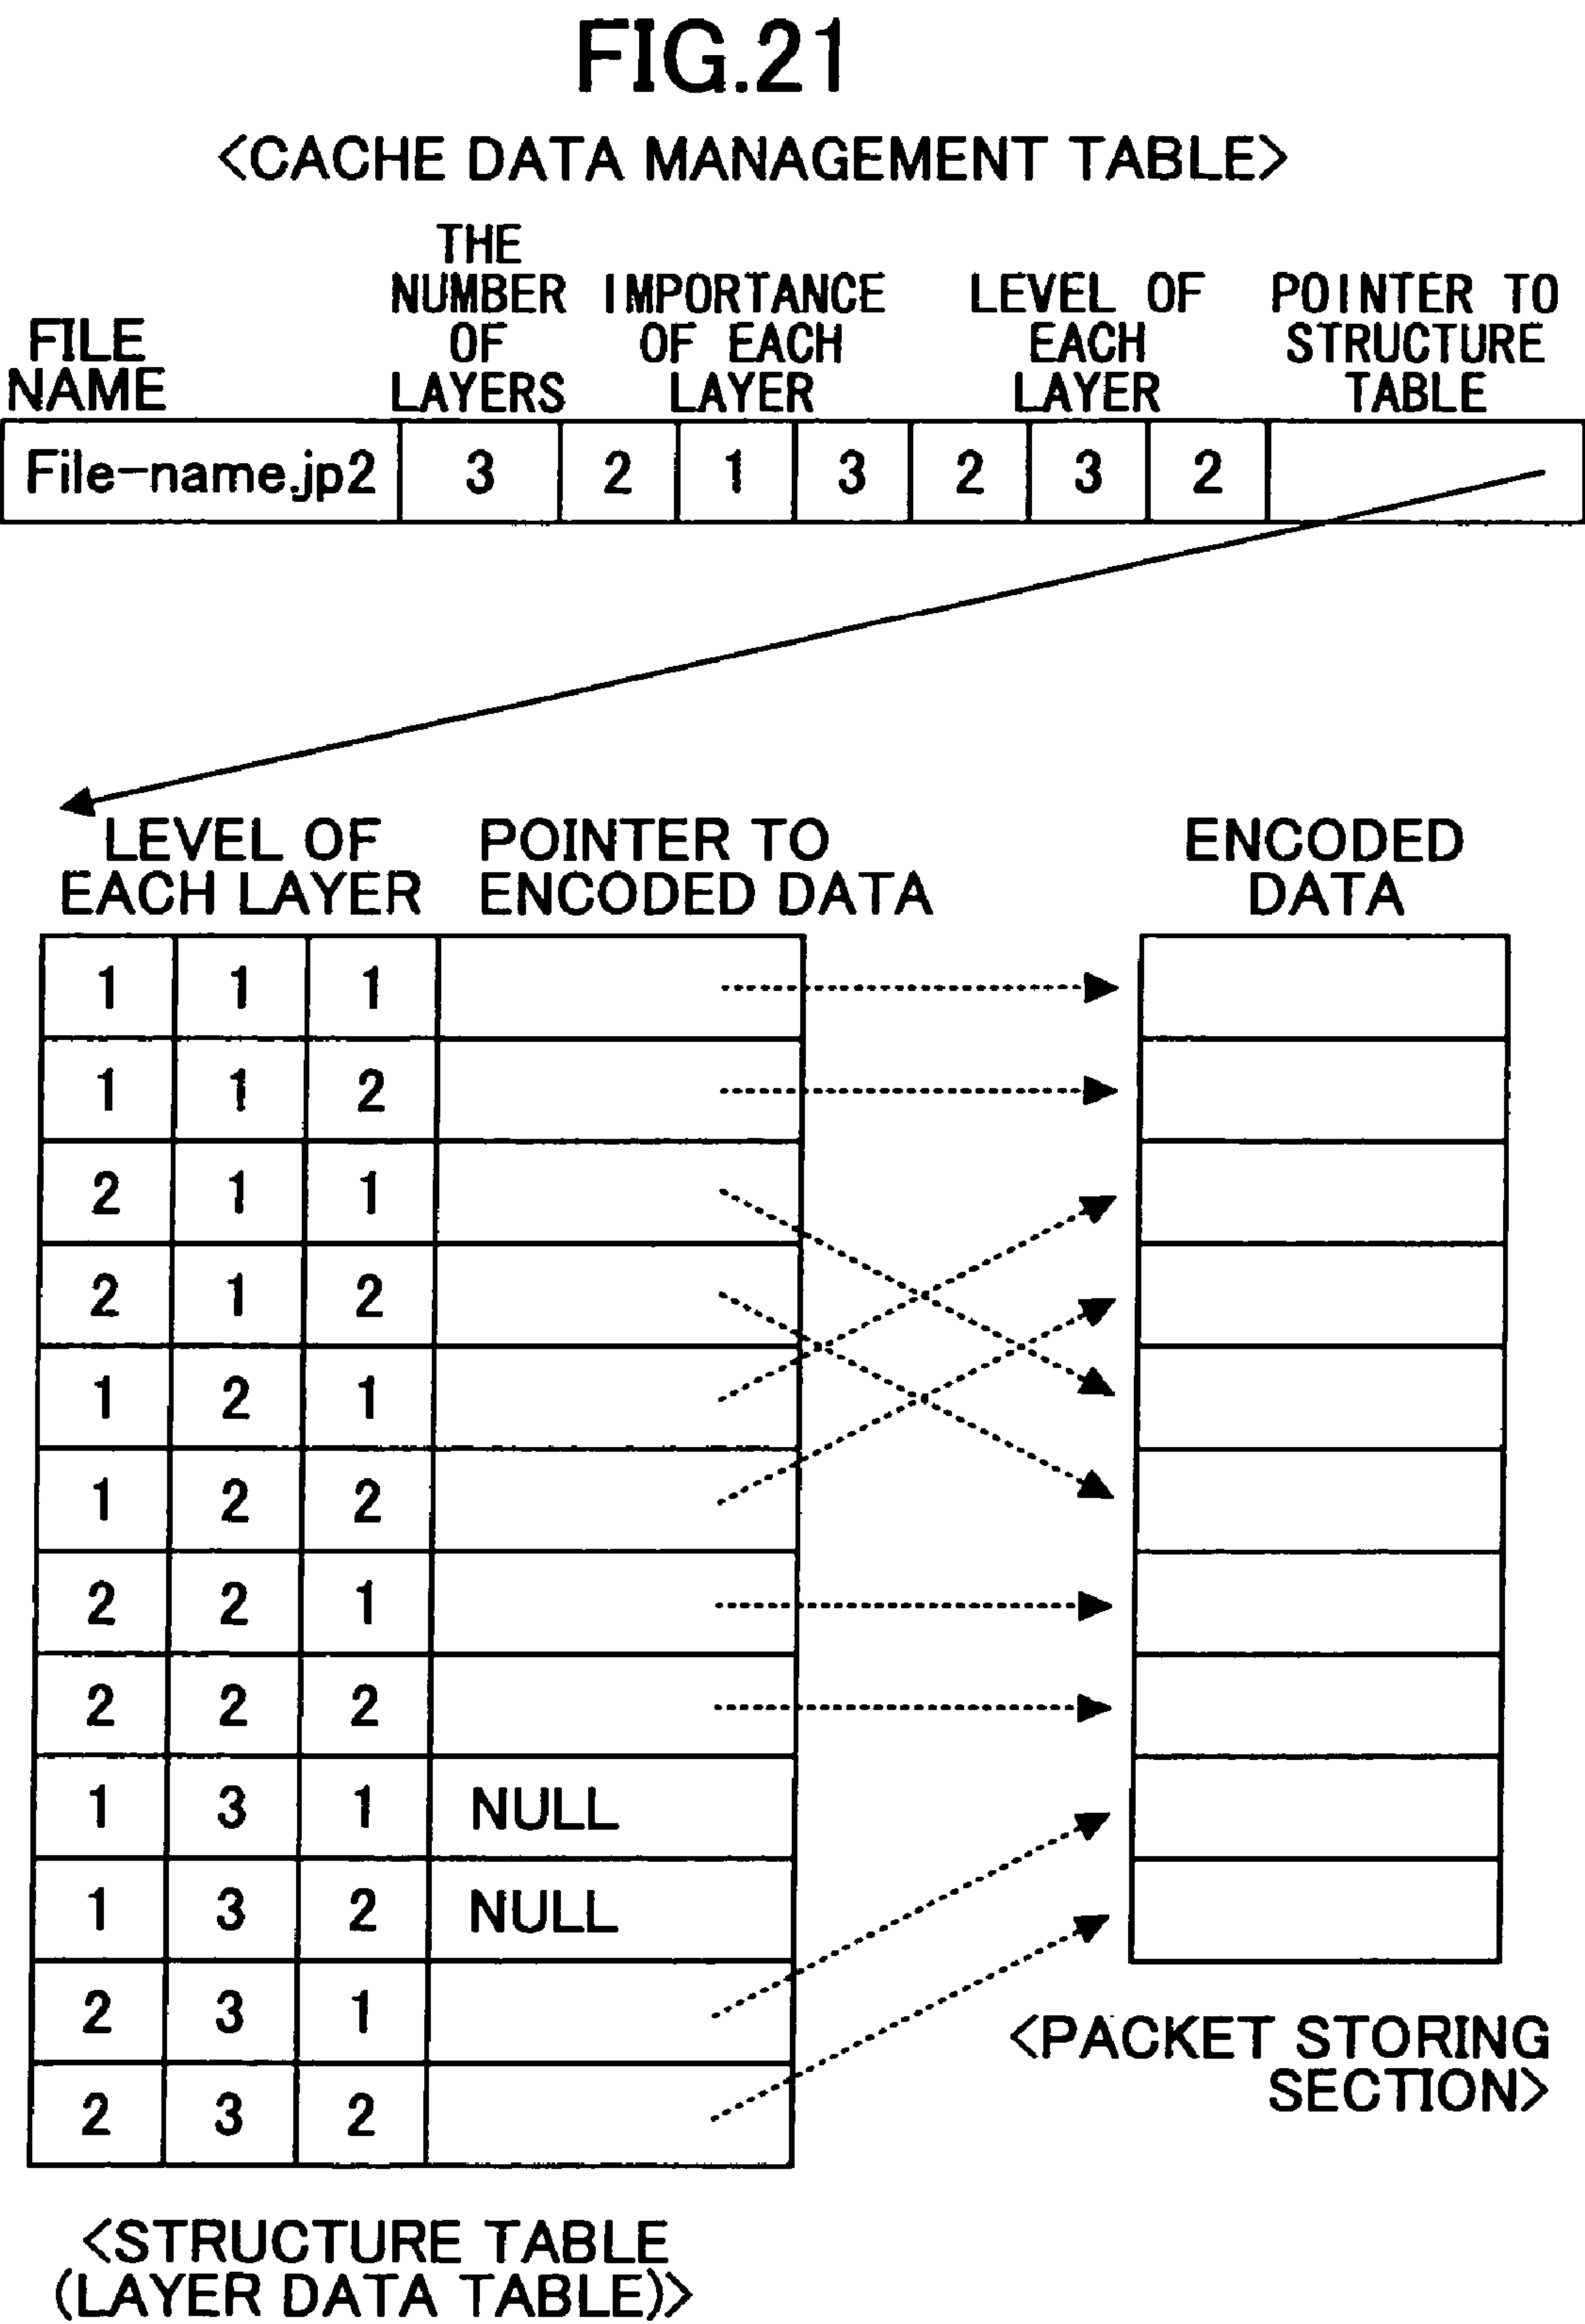 FIG.21
<CACHE DATA MANAGEMENT TABLE>
FILE
NAME
THE
NUMBER
OF
LAYERS
IMPORTANCE
OF EACH
LAYER
LEVEL OF
EACH
LAYER
POINTER TO
STRUCTURE
TABLE
File-name.jp2 3 2 1 3 2 3 2
LEVEL OF
EACH LAYER
POINTER TO
ENCODED DATA
ENCODED
DATA
1 1 1
1 1 2
2 1 1
2 1 2
1 2 1
1 2 2
2 2 1
2 2 2
1 3 1 NULL
1 3 2 NULL
2 3 1
2 3 2
<PACKET STORING
SECTION>
<STRUCTURE TABLE
(LAYER DATA TABLE)>